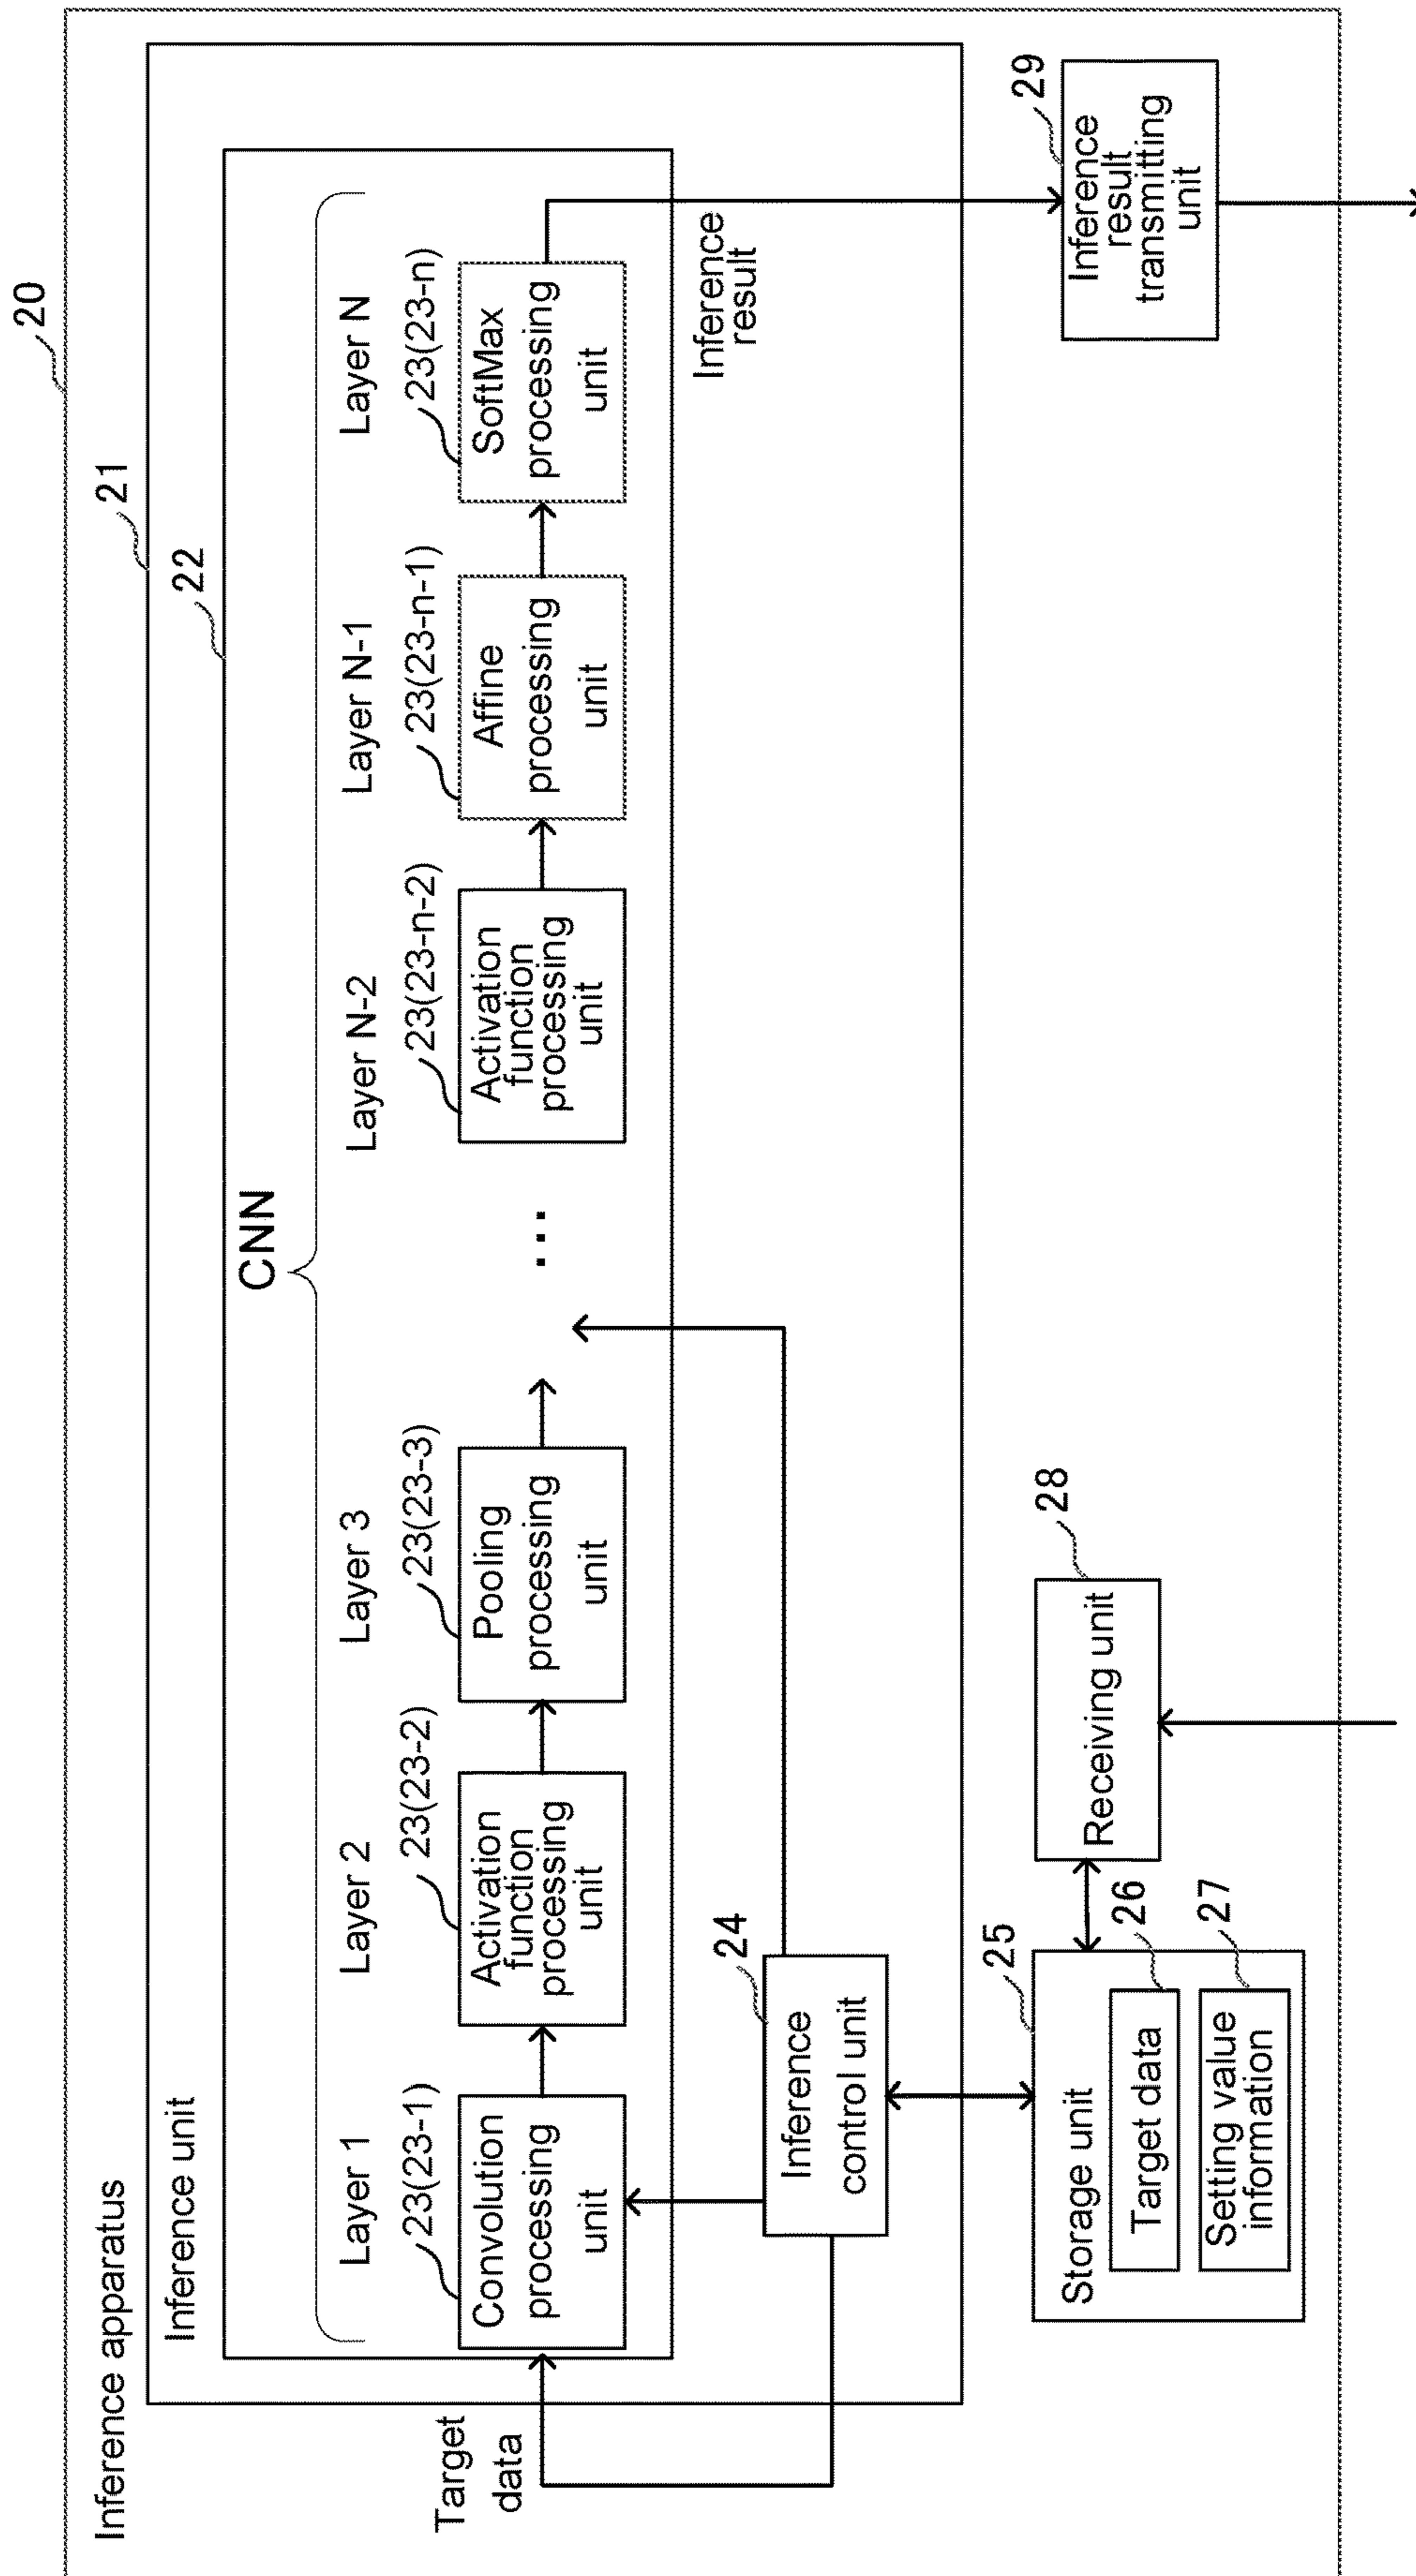 20
Inference apparatus
21
Inference unit
22
CNN
Layer 1
Layer 2
Layer 3
Layer N-2
Layer N-1
Layer N
23(23-1)
23(23-2)
23(23-3)
23(23-n-2)
23(23-n-1)
23(23-n)
Target
data
Convolution
processing
unit
Activation
function
processing
unit
Pooling
processing
unit
...
Activation
function
processing
unit
Affine
processing
unit
SoftMax
processing
unit
Inference
result
24
Inference
control unit
25
Storage unit
26
Target data
27
Setting value
information
28
Receiving unit
29
Inference
result
transmitting
unit